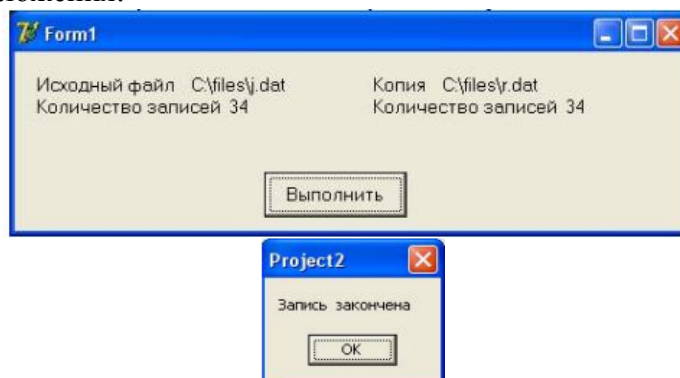 Form1
Исходный файл C:\files\j.dat Копия C:\files\r.dat
Количество записей 34 Количество записей 34
Выполнить
Project2
Запись закончена
OK